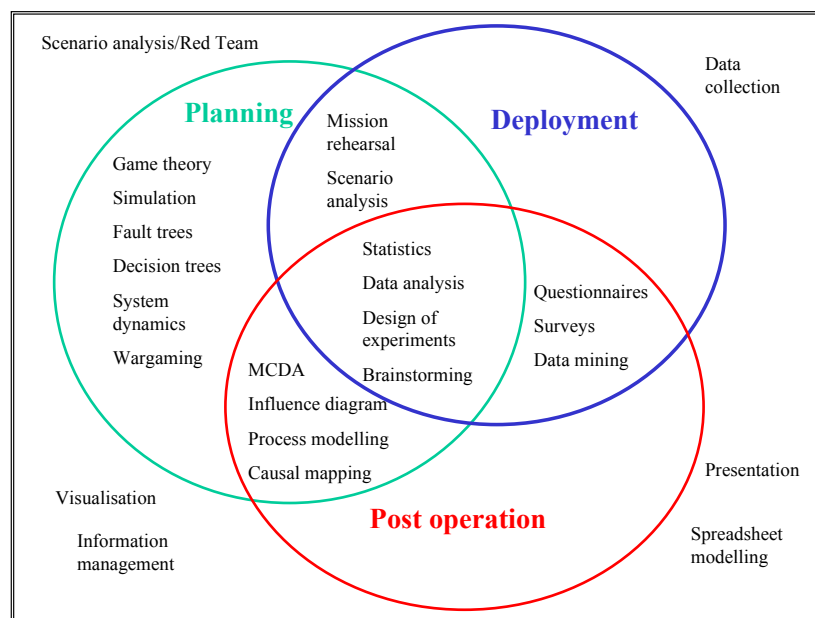 Scenario analysis/Red Team
Data
collection
Planning
Deployment
Mission
rehearsal
Scenario
analysis
Game theory
Simulation
Fault trees
Decision trees
System
dynamics
Wargaming
Statistics
Data analysis
Design of
experiments
Brainstorming
Questionnaires
Surveys
Data mining
MCDA
Influence diagram
Process modelling
Causal mapping
Visualisation
Information
management
Post operation
Presentation
Spreadsheet
modelling